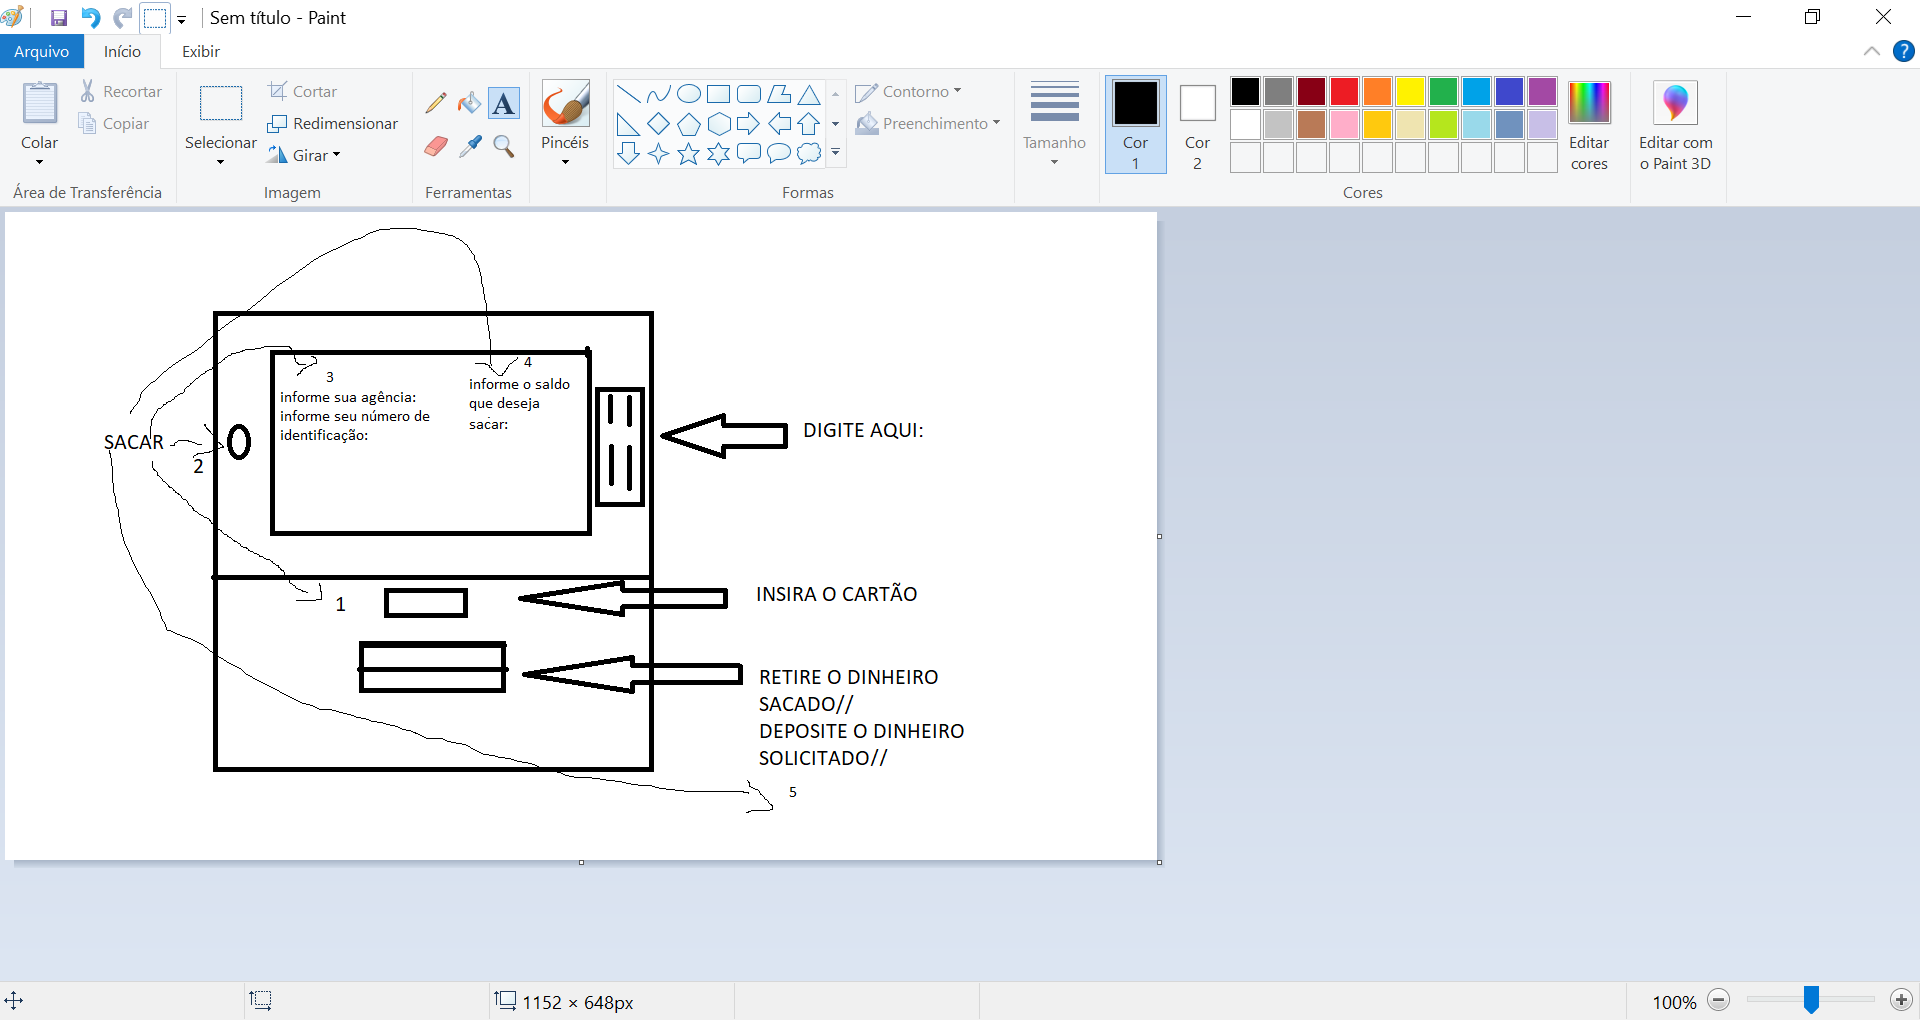 Sem título - Paint
Arquivo
Início
Exibir
Colar
Recortar
Copiar
Área de Transferência
Selecionar
Cortar
Redimensionar
Girar
Imagem
A
Ferramentas
Pincéis
Formas
Contorno
Preenchimento
Tamanho
Cor
1
Cor
2
Cores
Editar
cores
Editar com
o Paint 3D
?
3
informe sua agência:
informe seu número de
identificação:
4
informe o saldo
que deseja
sacar:
SACAR
2
DIGITE AQUI:
1
INSIRA O CARTÃO
RETIRE O DINHEIRO
SACADO//
DEPOSITE O DINHEIRO
SOLICITADO//
5
1152 × 648px
100%